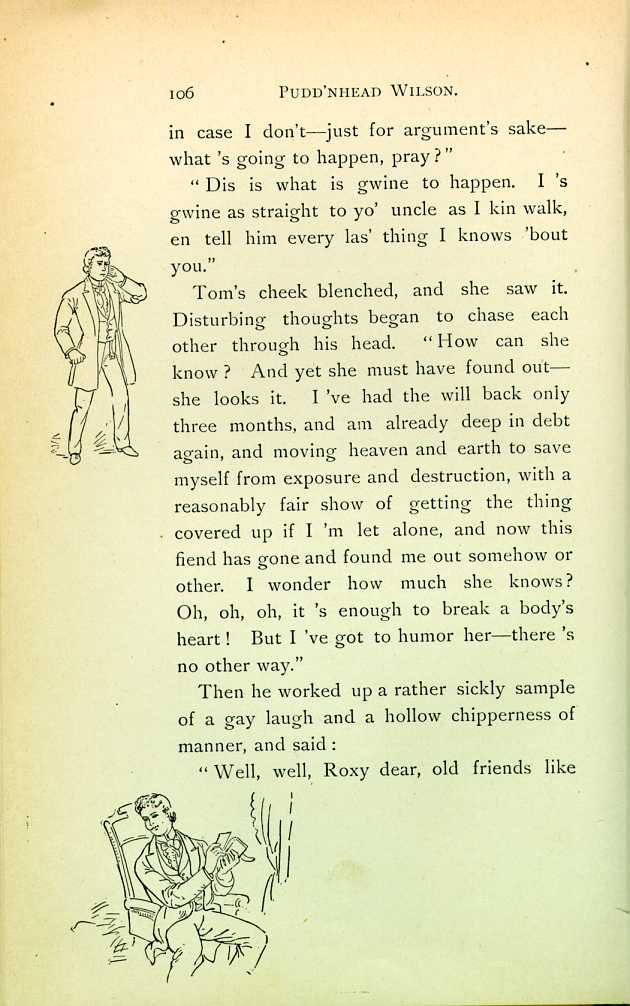 106 PUDD'NHEAD WILSON.
in case I don't—just for argument's sake—
what 's going to happen, pray?"
"Dis is what is gwine to happen. I 's
gwine as straight to yo' uncle as I kin walk,
en tell him every las' thing I knows 'bout
you."
Tom's cheek blenched, and she saw it.
Disturbing thoughts began to chase each
other through his head. "How can she
know? And yet she must have found out—
she looks it. I 've had the will back only
three months, and am already deep in debt
again, and moving heaven and earth to save
myself from exposure and destruction, with a
reasonably fair show of getting the thing
covered up if I 'm let alone, and now this
fiend has gone and found me out somehow or
other. I wonder how much she knows?
Oh, oh, oh, it 's enough to break a body's
heart! But I 've got to humor her—there 's
no other way."
Then he worked up a rather sickly sample
of a gay laugh and a hollow chipperness of
manner, and said:
"Well, well, Roxy dear, old friends like